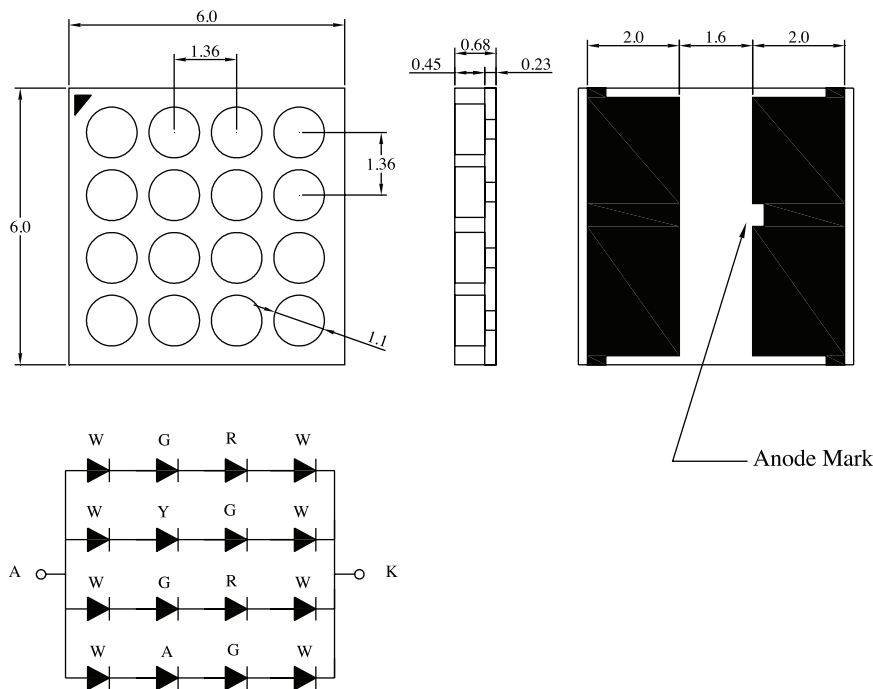 6.0
1.36
1.36
6.0
1.1
0.68
0.45 0.23
2.0 1.6 2.0
Anode Mark
W G R W
W Y G W
A K
W G R W
W A G W